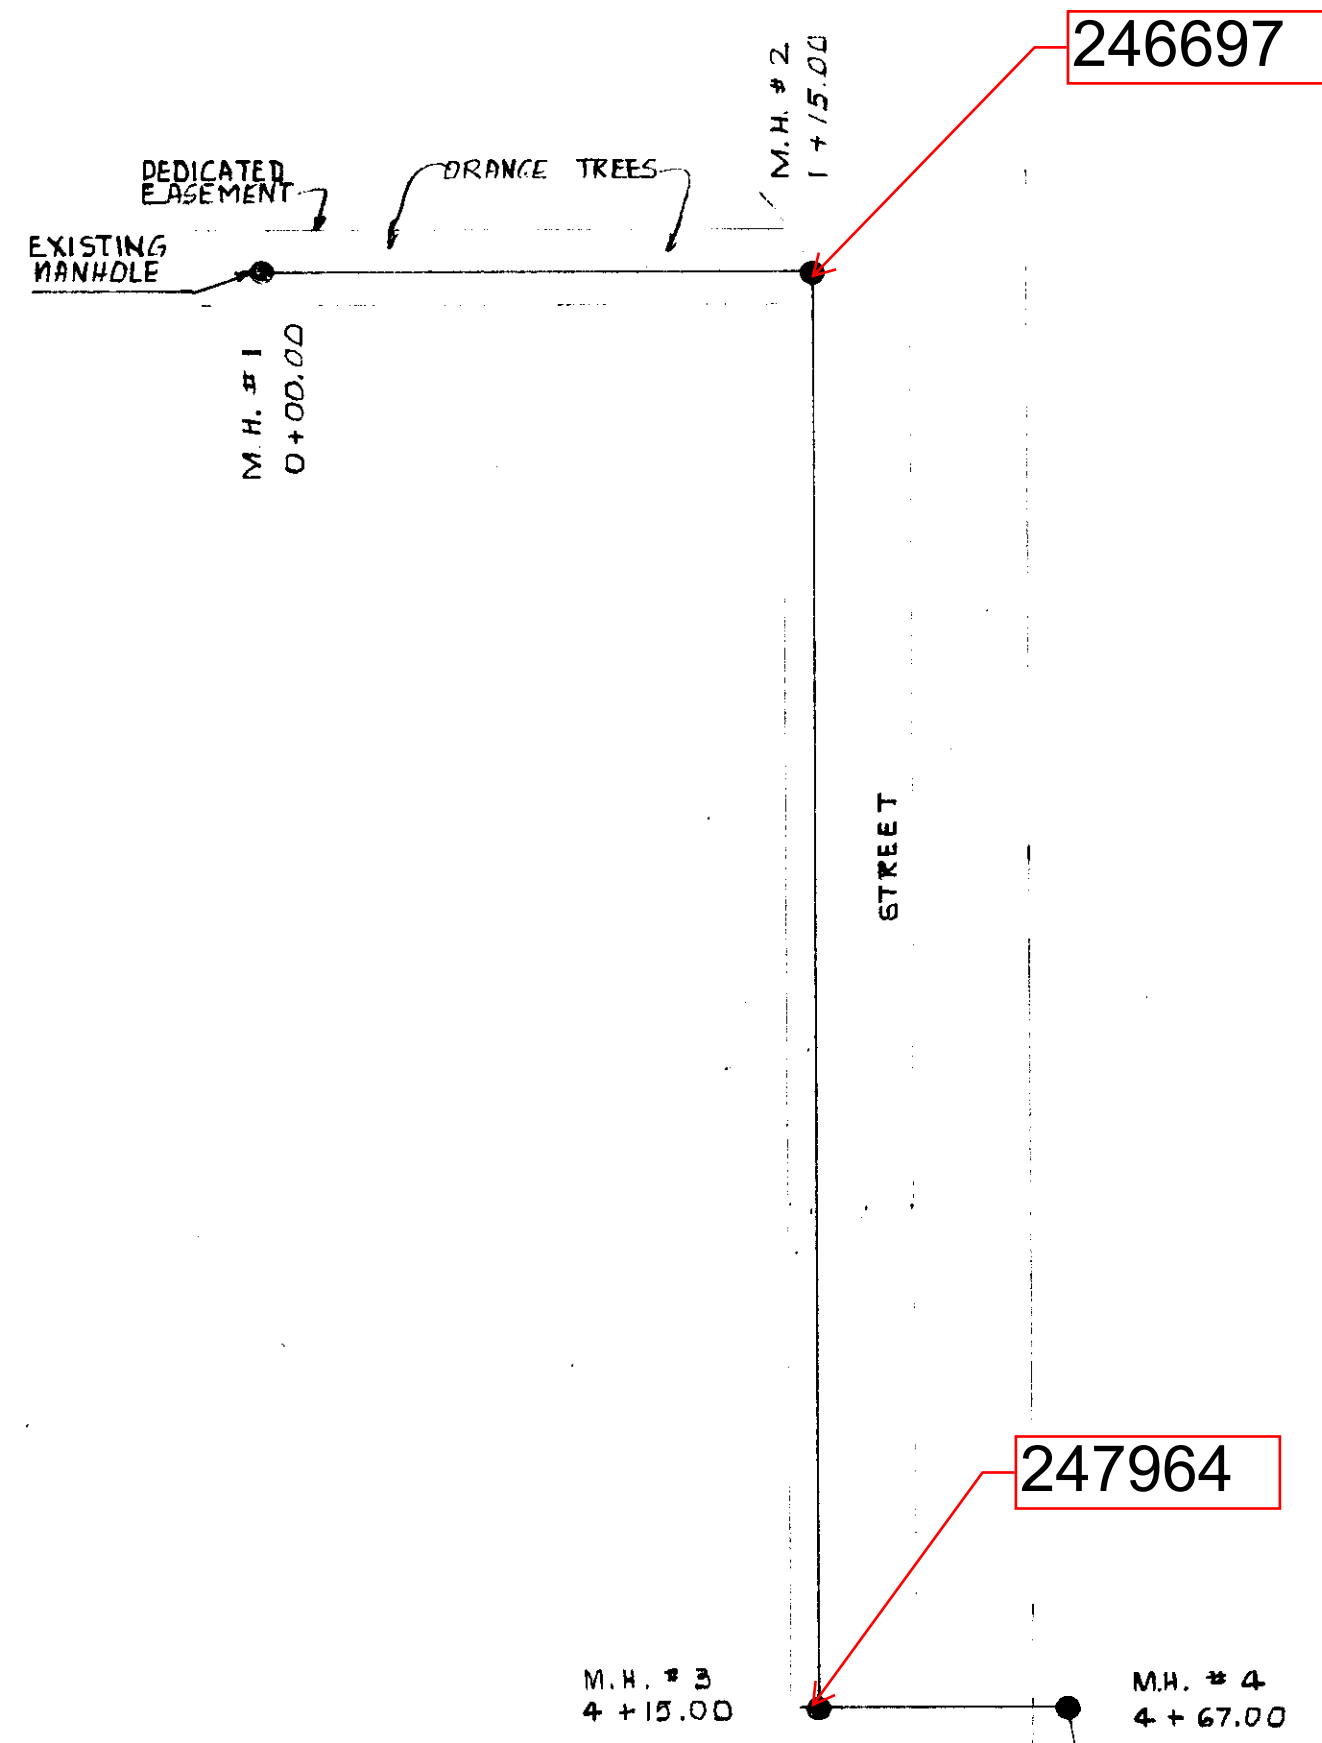 246697
M.H. # 2
1 + 15.00
DEDICATED
EASEMENT
ORANGE TREES
EXISTING
MANHOLE
M.H. # 1
0+00.00
STREET
247964
M.H. # 3
4 + 15.00
M.H. # 4
4 + 67.00